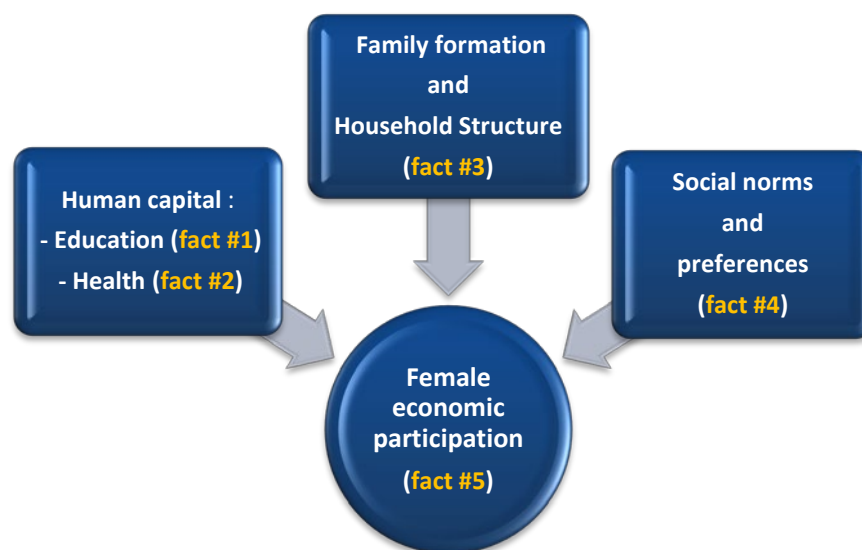 Family formation
and
Household Structure
(fact #3)
Human capital :
- Education (fact #1)
- Health (fact #2)
Social norms
and
preferences
(fact #4)
Female
economic
participation
(fact #5)